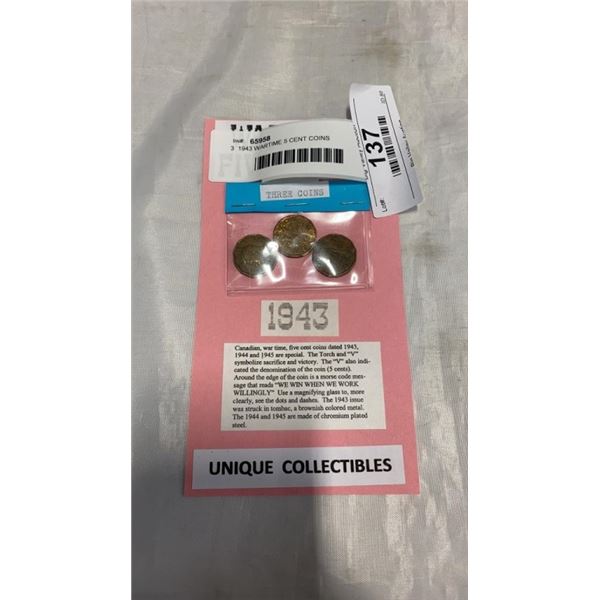 Inv#: 65958
3 1943 WARTIME 5 CENT COINS
Lot#:
137
THREE COINS
1943
Canadian, war time, five cent coins dated 1943,
1944 and 1945 are special. The Torch and "V"
symbolize sacrifice and victory. The "V" also indi-
cated the denomination of the coin (5 cents).
Around the edge of the coin is a morse code mes-
sage that reads "WE WIN WHEN WE WORK
WILLINGLY" Use a magnifying glass to, more
clearly, see the dots and dashes. The 1943 issue
was struck in tombac, a brownish colored metal.
The 1944 and 1945 are made of chromium plated
steel.
UNIQUE COLLECTIBLES